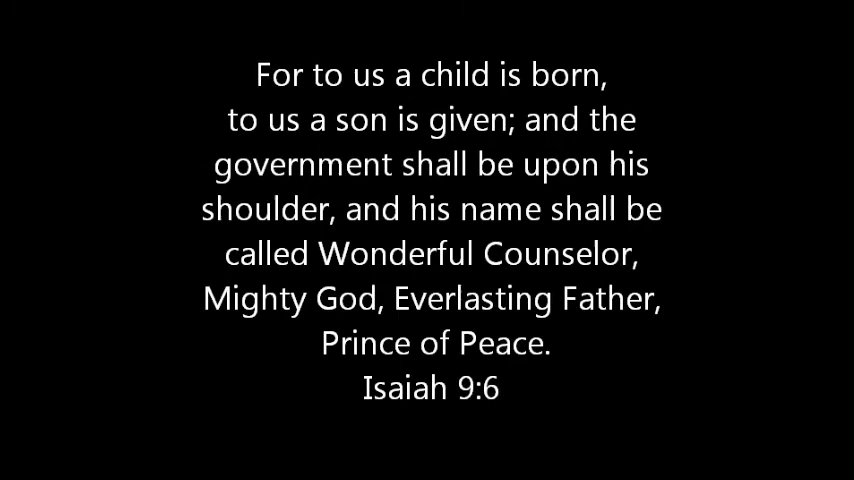 For to us a child is born,
to us a son is given; and the
government shall be upon his
shoulder, and his name shall be
called Wonderful Counselor,
Mighty God, Everlasting Father,
Prince of Peace.
Isaiah 9:6